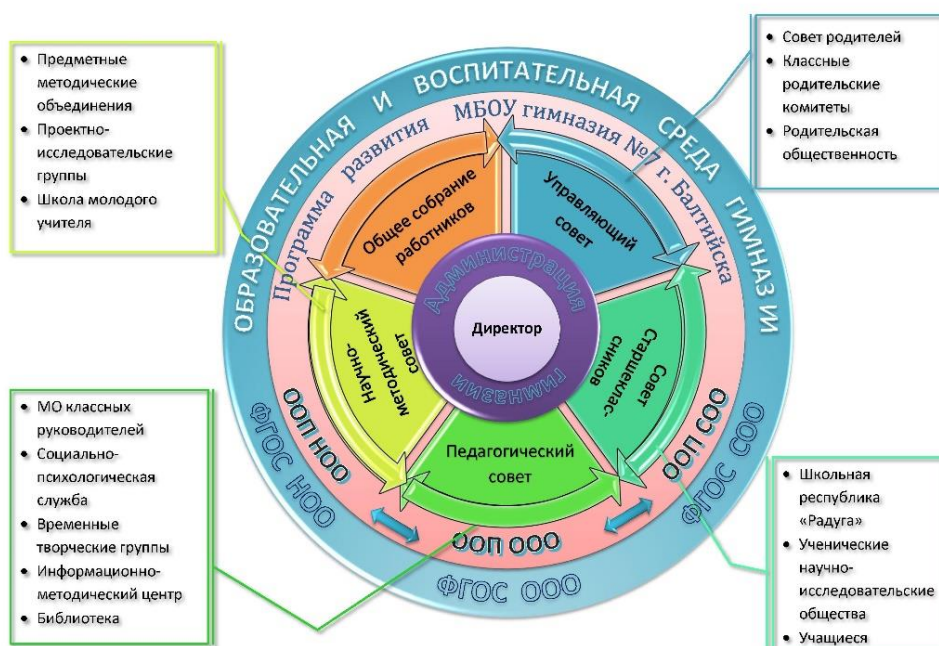 • Предметные
методические
объединения
• Проектно-
исследовательские
группы
• Школа молодого
учителя
• Совет родителей
• Классные
родительские
комитеты
• Родительская
общественность
ОБРАЗОВАТЕЛЬНАЯ И ВОСПИТАТЕЛЬНАЯ СРЕДА ГИМНАЗ ИИ
Программа развития МБОУ гимназия №7 г. Балтийска
Общее собрание
работников
Управляющий
совет
Администрация
Директор
гимназии
Научно-
методический
совет
Совет
Старшеклас-
сников
Педагогический
совет
ООП НОО
ООП ООО
ООП СОО
ФГОС НОО
ФГОС ООО
ФГОС СОО
• МО классных
руководителей
• Социально-
психологическая
служба
• Временные
творческие группы
• Информационно-
методический центр
• Библиотека
• Школьная
республика
«Радуга»
• Ученические
научно-
исследовательские
общества
• Учащиеся